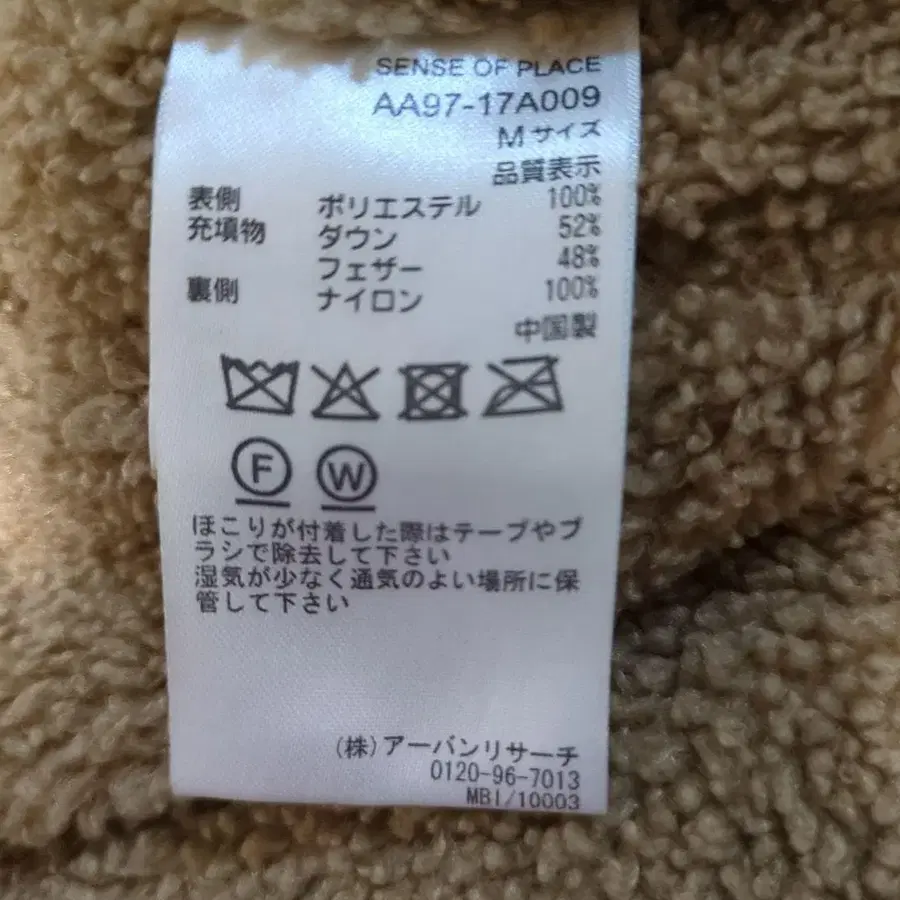 SENSE OF PLACE
AA97-17A009
Mサイズ
品質表示
表側 ポリエステル 100%
充填物 ダウン 52%
フェザー 48%
裏側 ナイロン 100%
中国製
F W
ほこりが付着した際はテープやブ
ラシで除去して下さい
湿気が少なく通気のよい場所に保
管して下さい
(株)アーバンリサーチ
0120-96-7013
MBI/10003